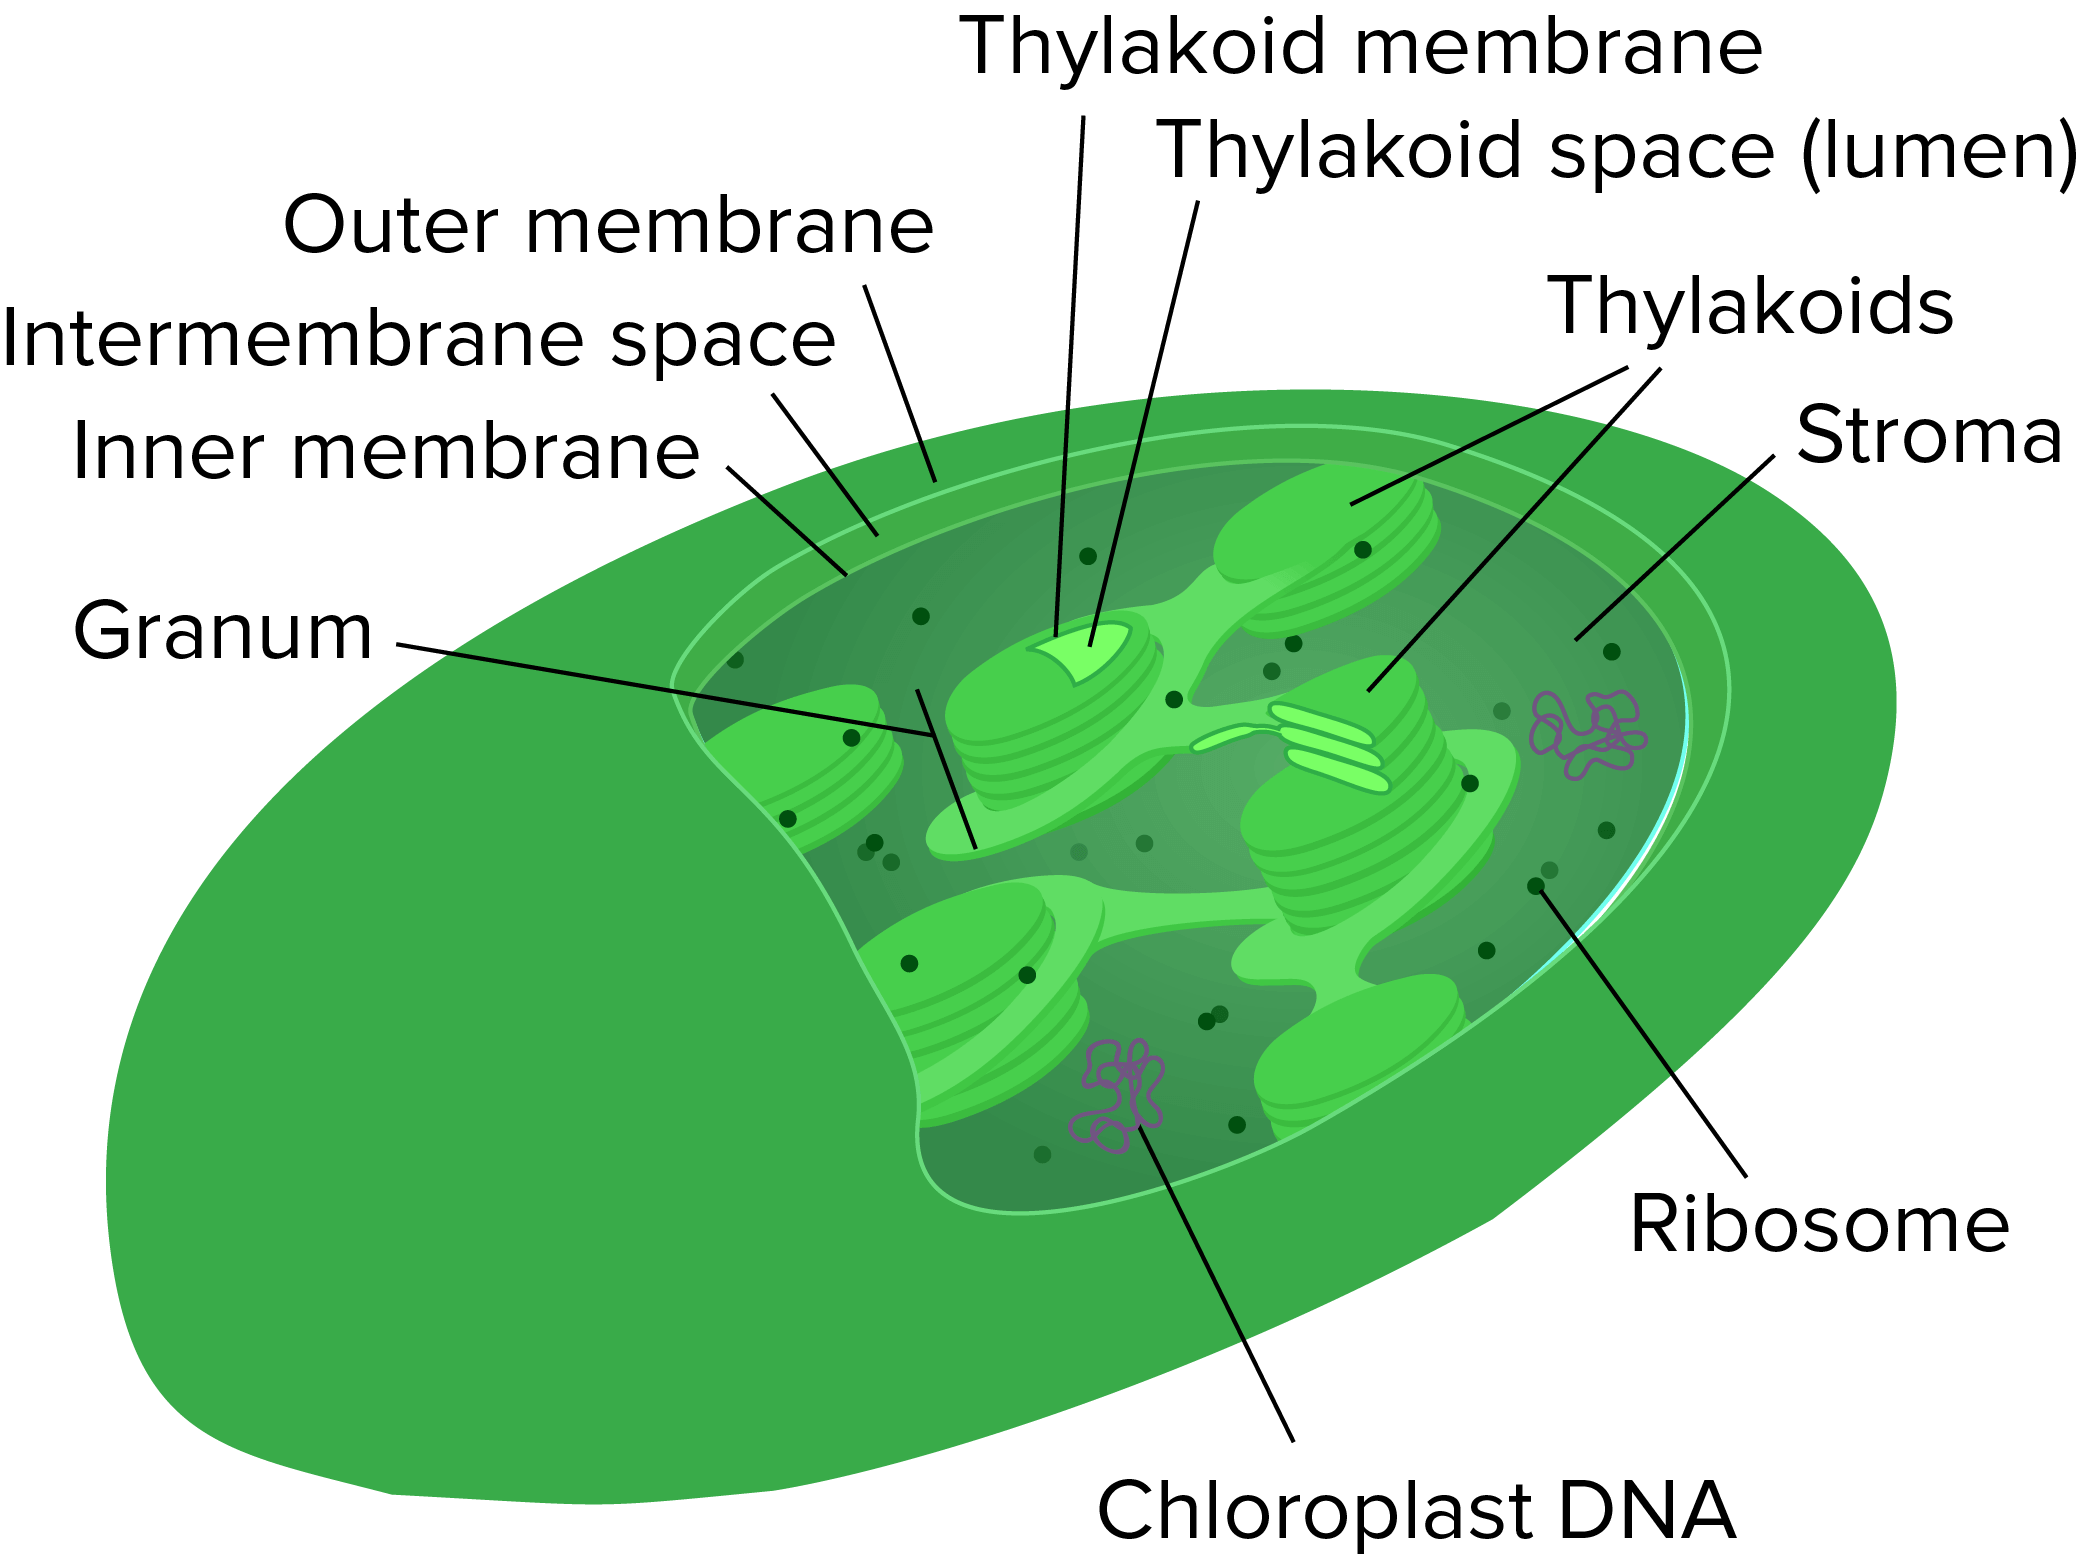 Thylakoid membrane
Thylakoid space (lumen)
Outer membrane
Thylakoids
Intermembrane space
Stroma
Inner membrane
Granum
Ribosome
Chloroplast DNA